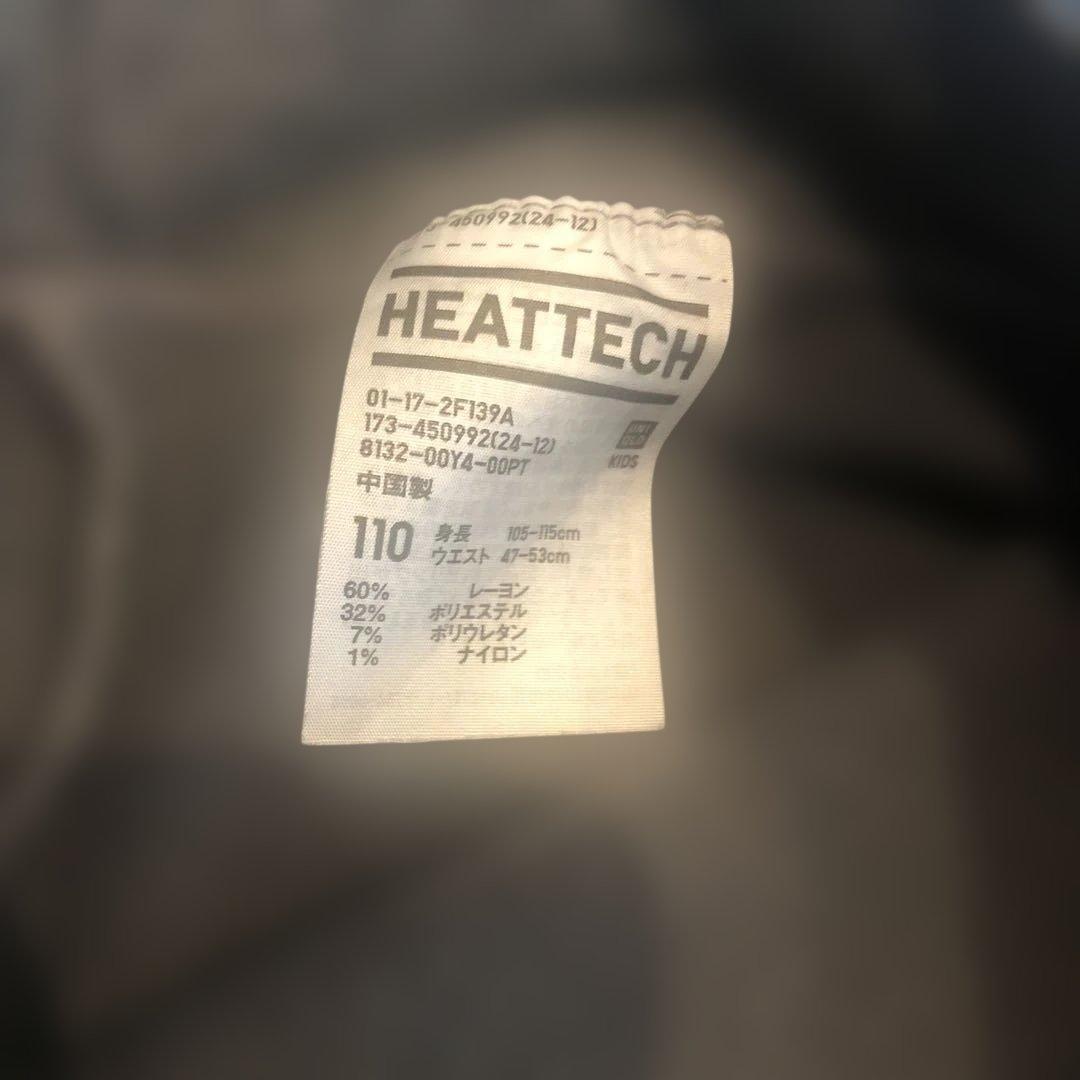 450992(24-12)
HEATTECH
01-17-2F139A
173-450992(24-12)
8132-00Y4-00PT
UNI
QLO
KIDS
中国製
110 身長 105-115cm
ウエスト 47-53cm
60% レーヨン
32% ポリエステル
7% ポリウレタン
1% ナイロン